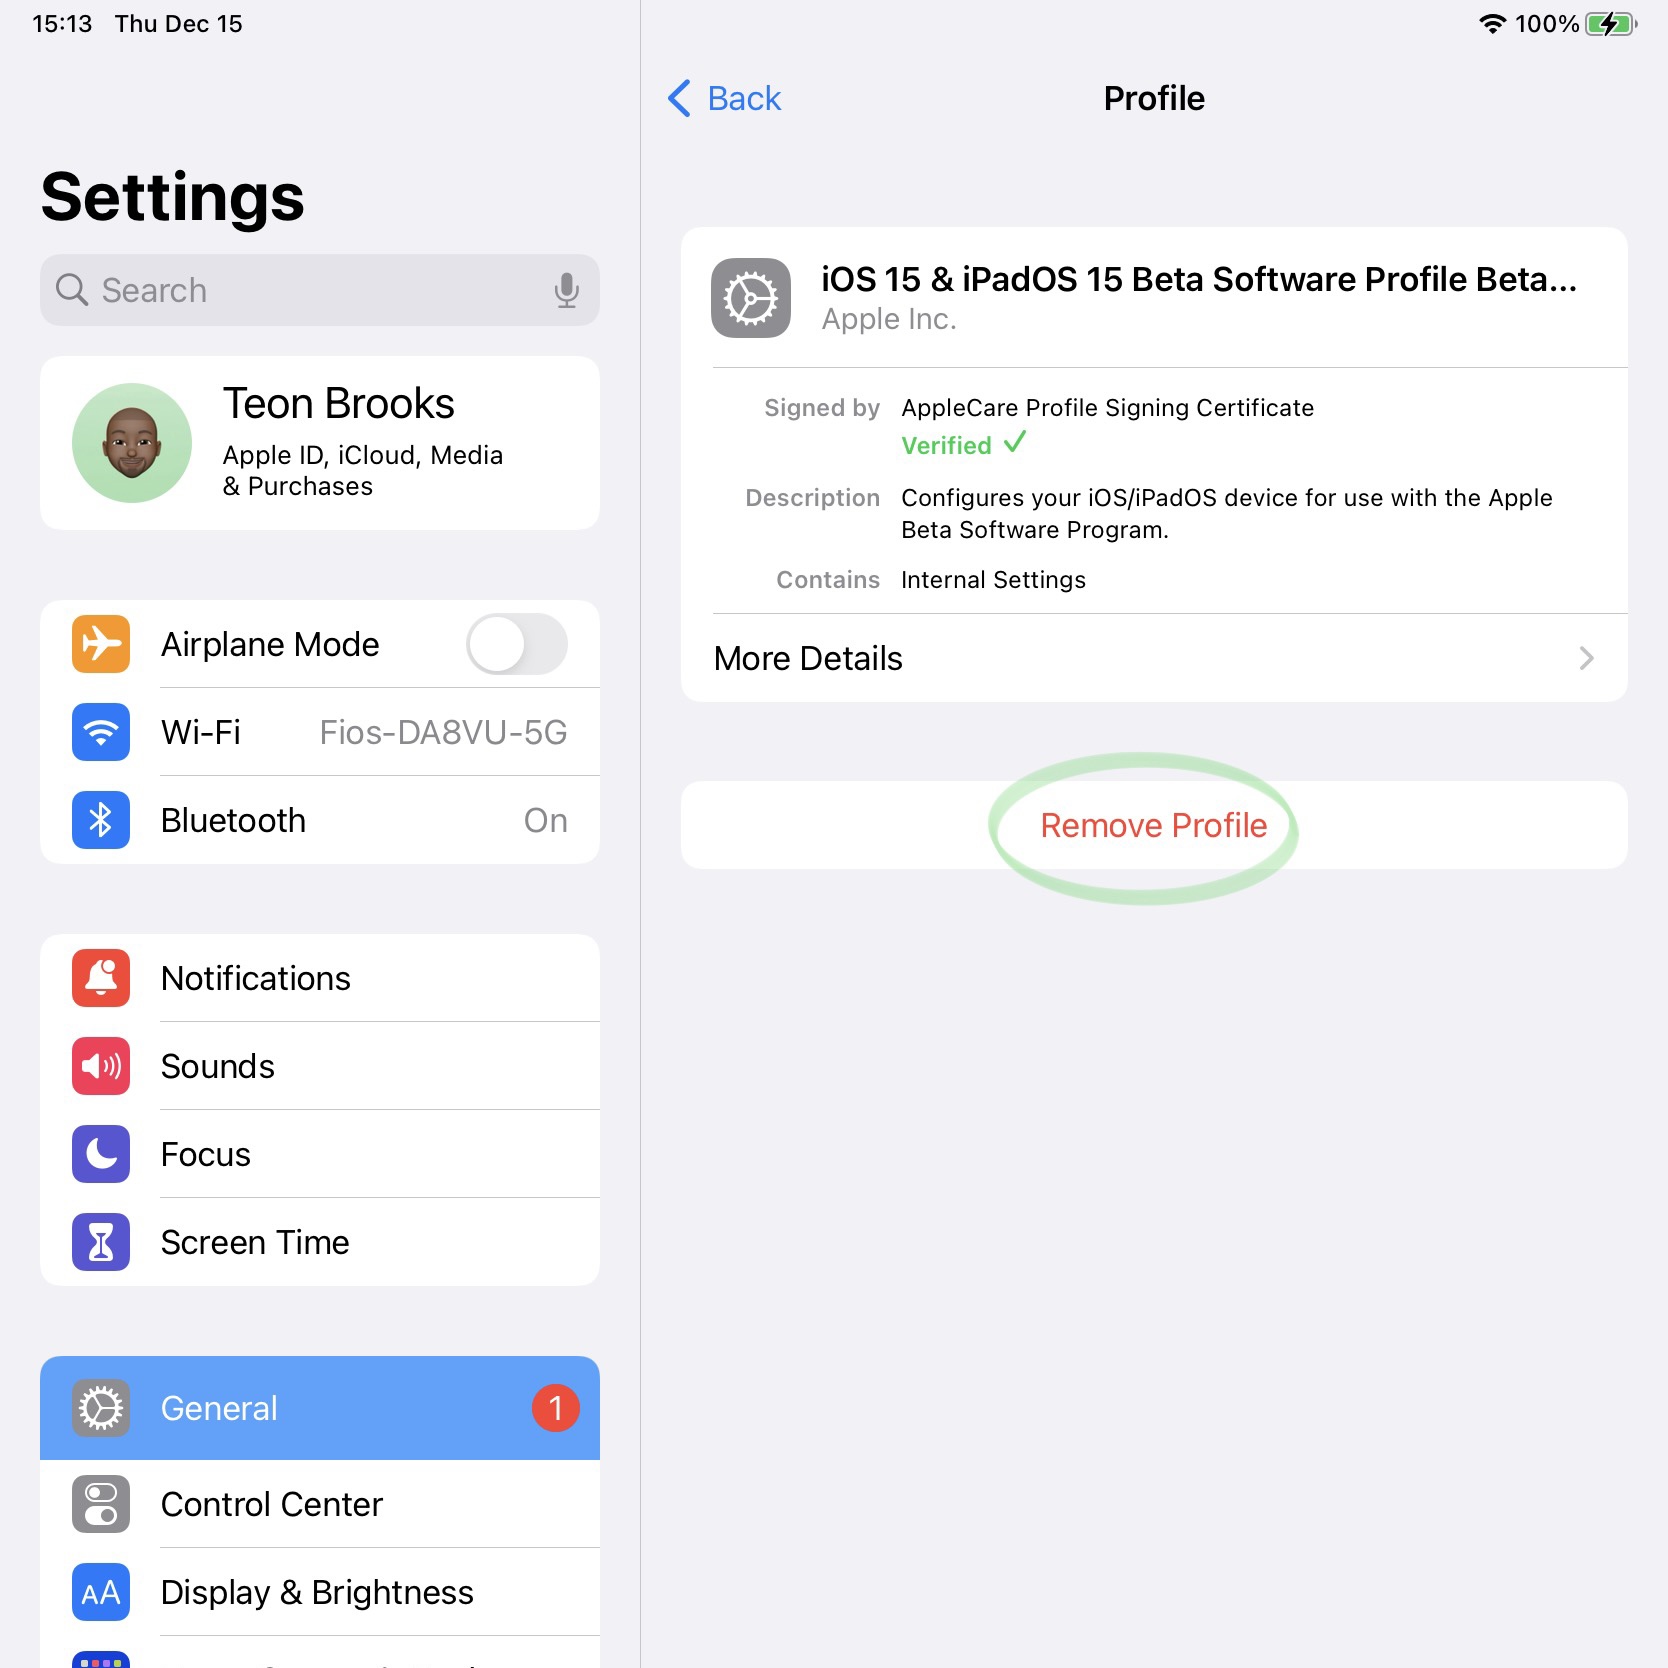 15:13 Thu Dec 15
100%
Settings
Search
Teon Brooks
Apple ID, iCloud, Media
& Purchases
Airplane Mode
Wi-Fi Fios-DA8VU-5G
Bluetooth On
Notifications
Sounds
Focus
Screen Time
General 1
Control Center
AA Display & Brightness
Back
Profile
iOS 15 & iPadOS 15 Beta Software Profile Beta...
Apple Inc.
Signed by AppleCare Profile Signing Certificate
Verified
Description Configures your iOS/iPadOS device for use with the Apple
Beta Software Program.
Contains Internal Settings
More Details
Remove Profile